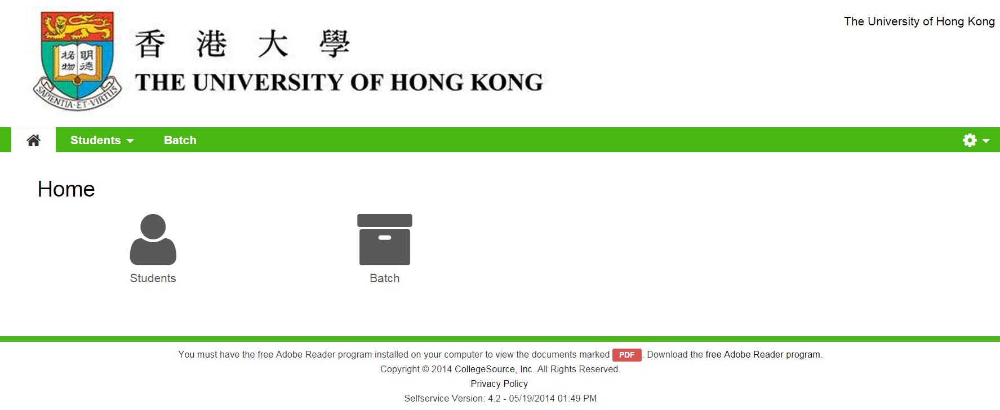 The University of Hong Kong
香港大學
THE UNIVERSITY OF HONG KONG
明德
格物
SAPIENTIA·ET·VIRTUS
Students
Batch
Home
Students
Batch
You must have the free Adobe Reader program installed on your computer to view the documents marked PDF. Download the free Adobe Reader program.
Copyright © 2014 CollegeSource, Inc. All Rights Reserved.
Privacy Policy
Selfservice Version: 4.2 - 05/19/2014 01:49 PM